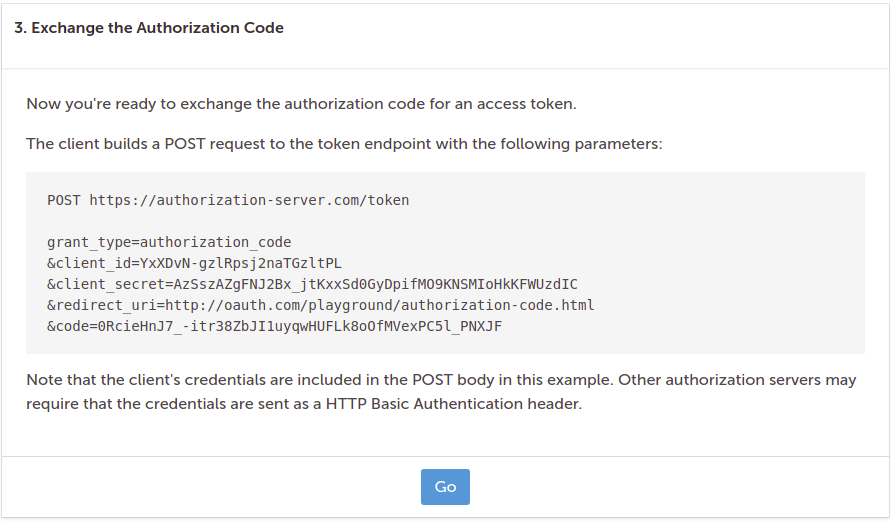 3. Exchange the Authorization Code
Now you're ready to exchange the authorization code for an access token.
The client builds a POST request to the token endpoint with the following parameters:
POST https://authorization-server.com/token
grant_type=authorization_code
&client_id=YxXDvN-gzlRpsj2naTGzltPL
&client_secret=AzSszAZgFNJ2Bx_jtKxxSd0GyDpifMO9KNSMIoHkKFWUzdIC
&redirect_uri=http://oauth.com/playground/authorization-code.html
&code=0RcieHnJ7_-itr38ZbJI1uyqwHUFLk8oOfMVexPC5l_PNXJF
Note that the client's credentials are included in the POST body in this example. Other authorization servers may
require that the credentials are sent as a HTTP Basic Authentication header.
Go